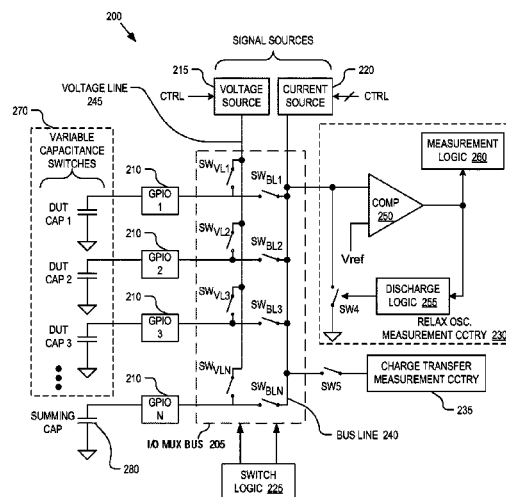 200
SIGNAL SOURCES
215
220
VOLTAGE LINE 245
CTRL
VOLTAGE SOURCE
CURRENT SOURCE
CTRL
270
VARIABLE CAPACITANCE SWITCHES
210
GPIO 1
DUT CAP 1
SWVL1
SWBL1
MEASUREMENT LOGIC 260
COMP 250
Vref
210
GPIO 2
DUT CAP 2
SWVL2
SWBL2
210
GPIO 3
DUT CAP 3
SWVL3
SWBL3
SW4
DISCHARGE LOGIC 255
RELAX OSC. MEASUREMENT CCTRY 230
210
GPIO N
SUMMING CAP
SWVLN
SWBLN
SW5
CHARGE TRANSFER MEASUREMENT CCTRY
235
280
I/O MUX BUS 205
BUS LINE 240
SWITCH LOGIC 225